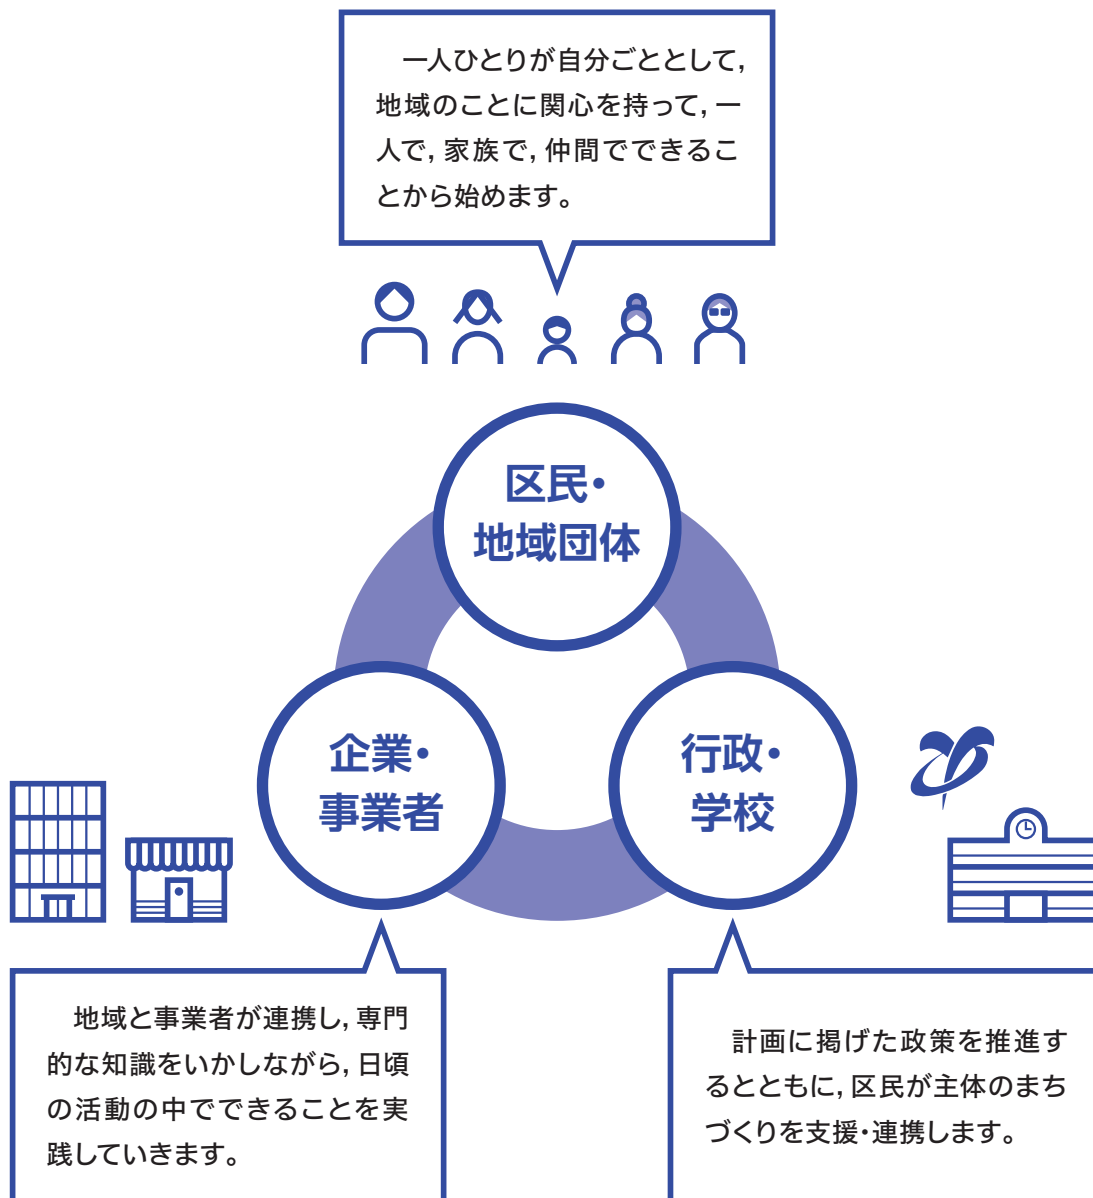 一人ひとりが自分ごととして,
地域のことに関心を持って, 一
人で, 家族で, 仲間でできるこ
とから始めます。
区民・
地域団体
企業・
事業者
行政・
学校
地域と事業者が連携し, 専門
的な知識をいかしながら, 日頃
の活動の中でできることを実
践していきます。
計画に掲げた政策を推進す
るとともに, 区民が主体のまち
づくりを支援・連携します。